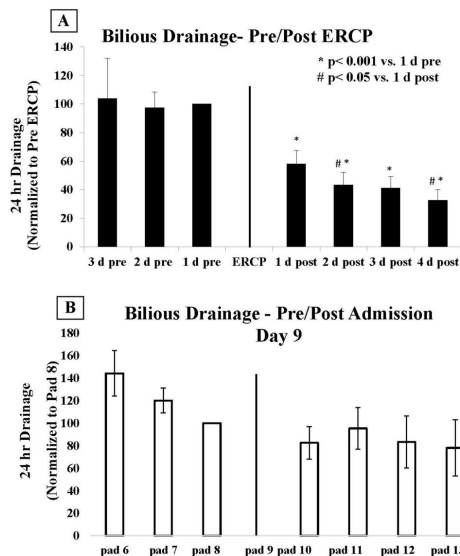 A
Bilious Drainage- Pre/Post ERCP
* p< 0.001 vs. 1 d pre
# p< 0.05 vs. 1 d post
24 hr Drainage
(Normalized to Pre ERCP)
140
120
100
80
60
40
20
0
*
# *
*
# *
3 d pre 2 d pre 1 d pre ERCP 1 d post 2 d post 3 d post 4 d post
B
Bilious Drainage - Pre/Post Admission
Day 9
24 hr Drainage
(Normalized to Pad 8)
180
160
140
120
100
80
60
40
20
0
pad 6 pad 7 pad 8 pad 9 pad 10 pad 11 pad 12 pad 13